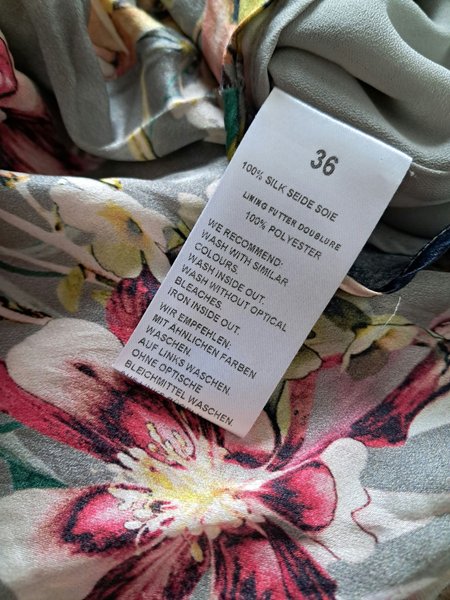 36
100% SILK SEIDE SOIE
LINING FUTTER DOUBLURE
100% POLYESTER
WE RECOMMEND:
WASH WITH SIMILAR
COLOURS.
WASH INSIDE OUT.
WASH WITHOUT OPTICAL
BLEACHES.
IRON INSIDE OUT.
WIR EMPFEHLEN:
MIT ÄHNLICHEN FARBEN
WASCHEN.
AUF LINKS WASCHEN.
OHNE OPTISCHE
BLEICHMITTEL WASCHEN.